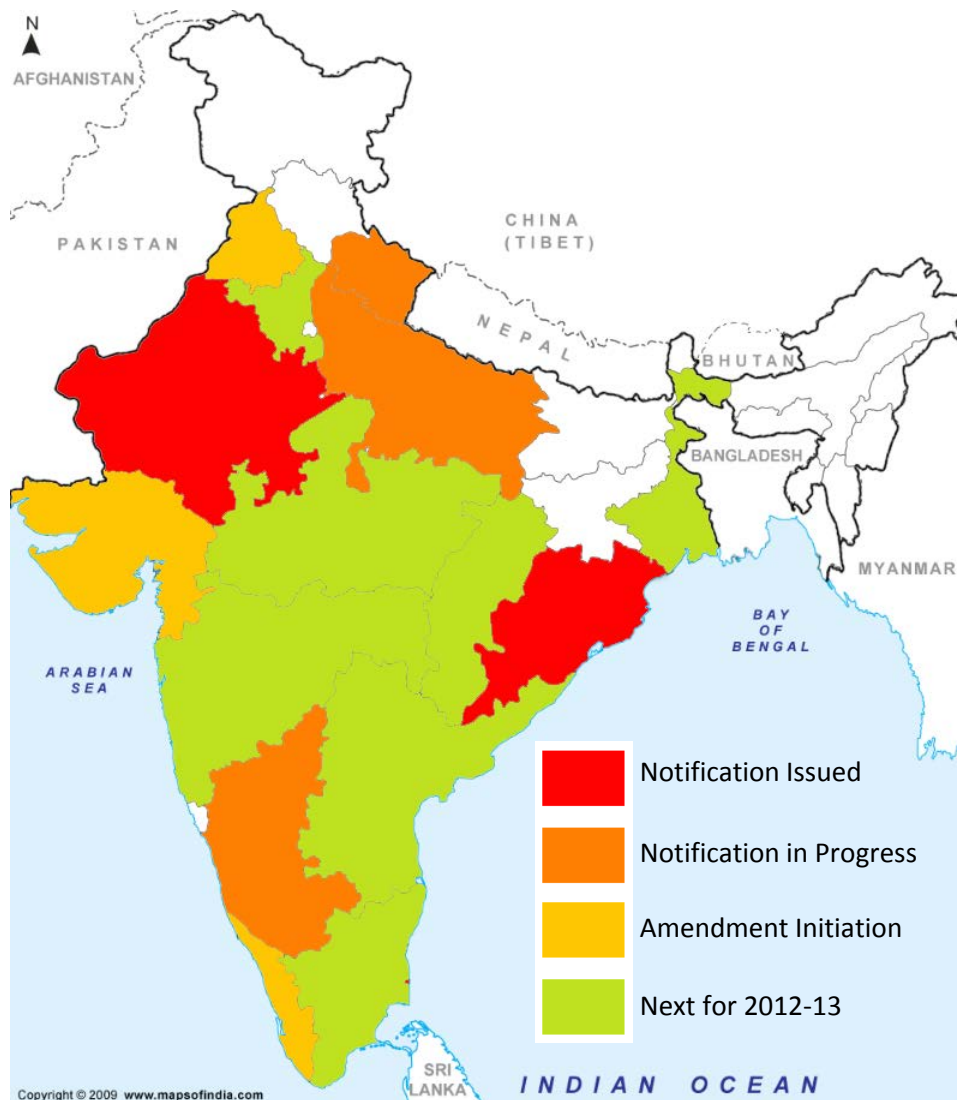 N
AFGHANISTAN
PAKISTAN
CHINA
(TIBET)
NEPAL
BHUTAN
BANGLADESH
MYANMAR
ARABIAN
SEA
BAY
OF
BENGAL
Notification Issued
Notification in Progress
Amendment Initiation
Next for 2012-13
SRI
LANKA
INDIAN OCEAN
Copyright © 2009 www.mapsofindia.com